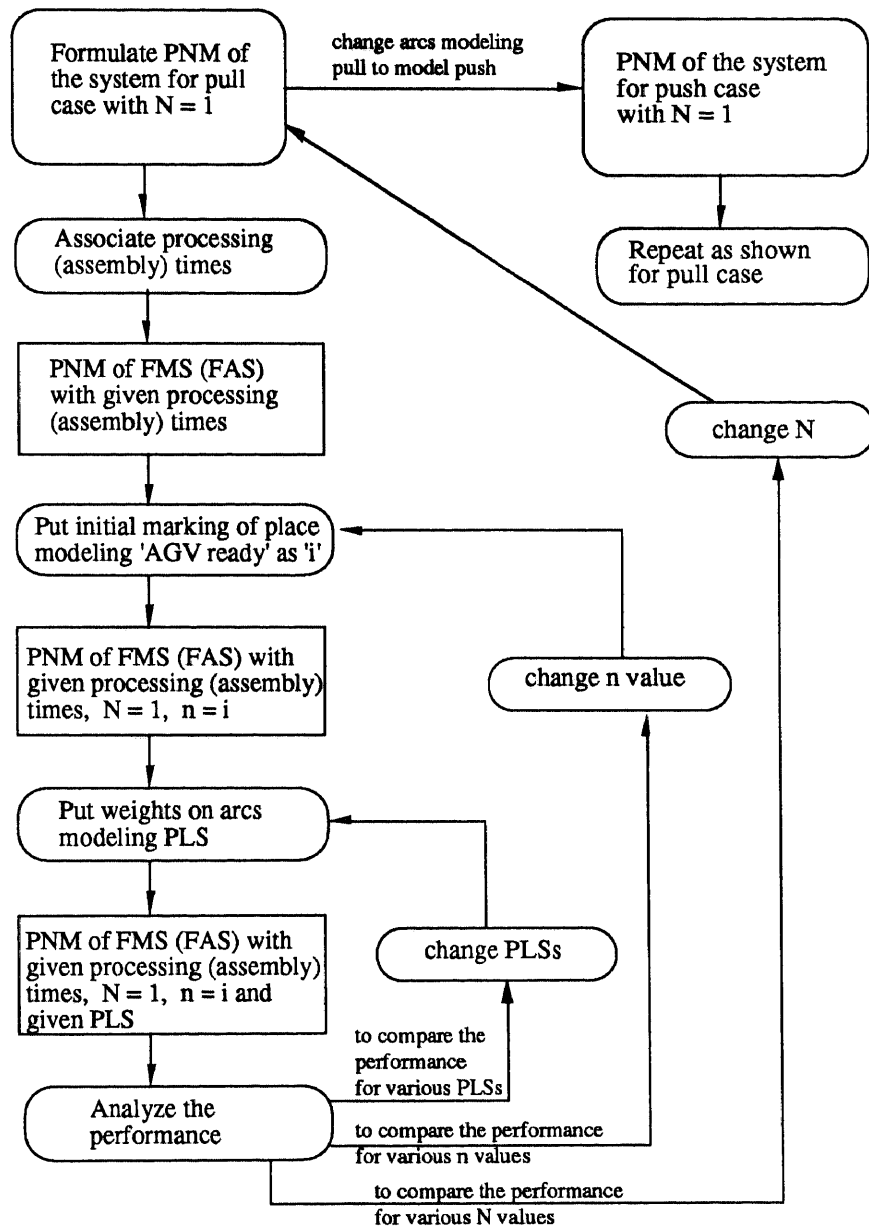 Formulate PNM of
the system for pull
case with N = 1
change arcs modeling
pull to model push
PNM of the system
for push case
with N = 1
Associate processing
(assembly) times
Repeat as shown
for pull case
PNM of FMS (FAS)
with given processing
(assembly) times
change N
Put initial marking of place
modeling 'AGV ready' as 'i'
PNM of FMS (FAS) with
given processing (assembly)
times, N = 1, n = i
change n value
Put weights on arcs
modeling PLS
PNM of FMS (FAS) with
given processing (assembly)
times, N = 1, n = i and
given PLS
change PLSs
to compare the
performance
for various PLSs
Analyze the
performance
to compare the performance
for various n values
to compare the performance
for various N values